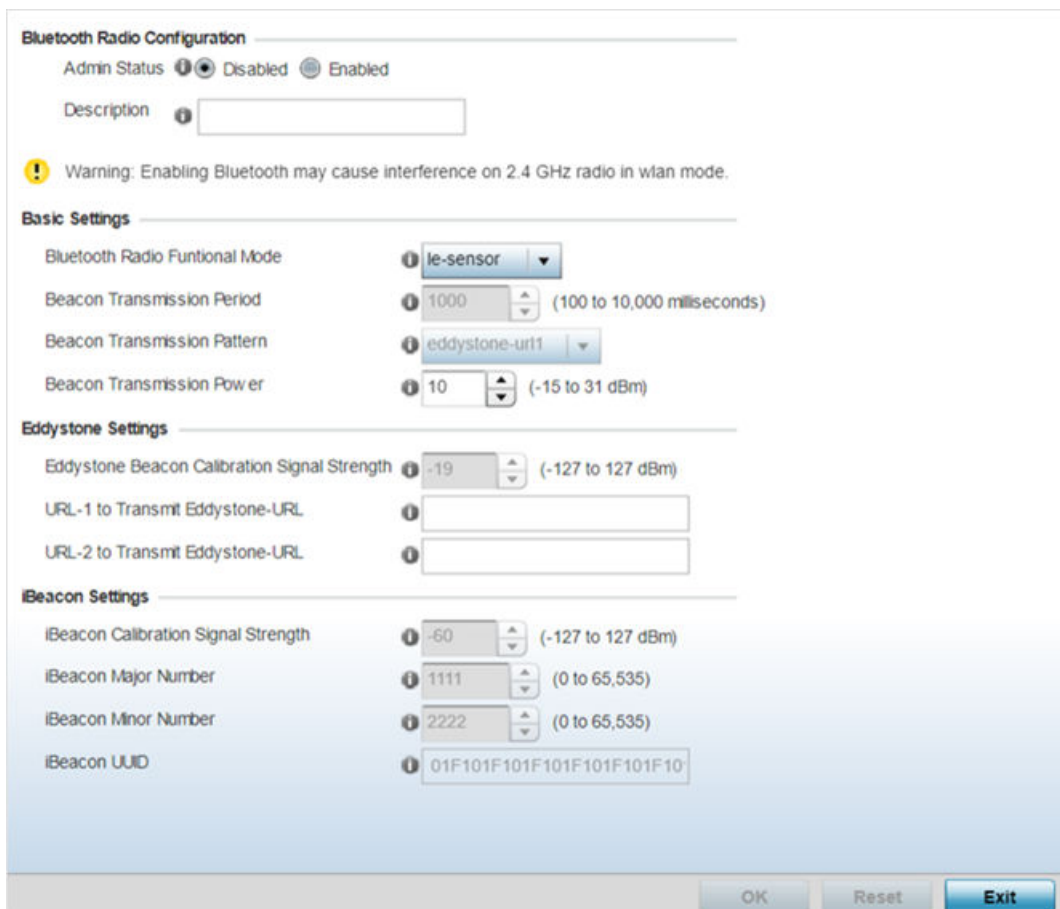 Bluetooth Radio Configuration
Admin Status Disabled Enabled
Description
Warning: Enabling Bluetooth may cause interference on 2.4 GHz radio in wlan mode.
Basic Settings
Bluetooth Radio Funtional Mode le-sensor
Beacon Transmission Period 1000 (100 to 10,000 milliseconds)
Beacon Transmission Pattern eddystone-url1
Beacon Transmission Power 10 (-15 to 31 dBm)
Eddystone Settings
Eddystone Beacon Calibration Signal Strength -19 (-127 to 127 dBm)
URL-1 to Transmit Eddystone-URL
URL-2 to Transmit Eddystone-URL
iBeacon Settings
iBeacon Calibration Signal Strength -60 (-127 to 127 dBm)
iBeacon Major Number 1111 (0 to 65,535)
iBeacon Minor Number 2222 (0 to 65,535)
iBeacon UUID 01F101F101F101F101F101F10
OK Reset Exit